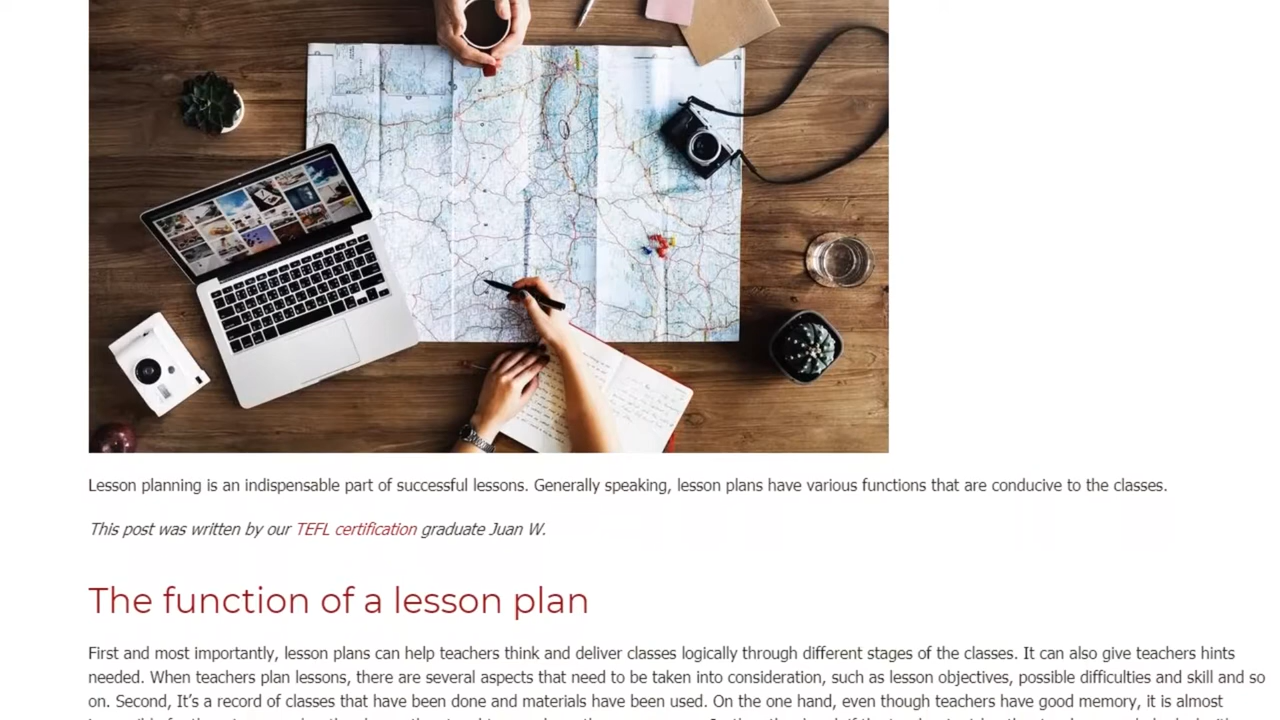 Lesson planning is an indispensable part of successful lessons. Generally speaking, lesson plans have various functions that are conducive to the classes.
This post was written by our TEFL certification graduate Juan W.
The function of a lesson plan
First and most importantly, lesson plans can help teachers think and deliver classes logically through different stages of the classes. It can also give teachers hints
needed. When teachers plan lessons, there are several aspects that need to be taken into consideration, such as lesson objectives, possible difficulties and skill and so
on. Second, It’s a record of classes that have been done and materials have been used. On the one hand, even though teachers have good memory, it is almost